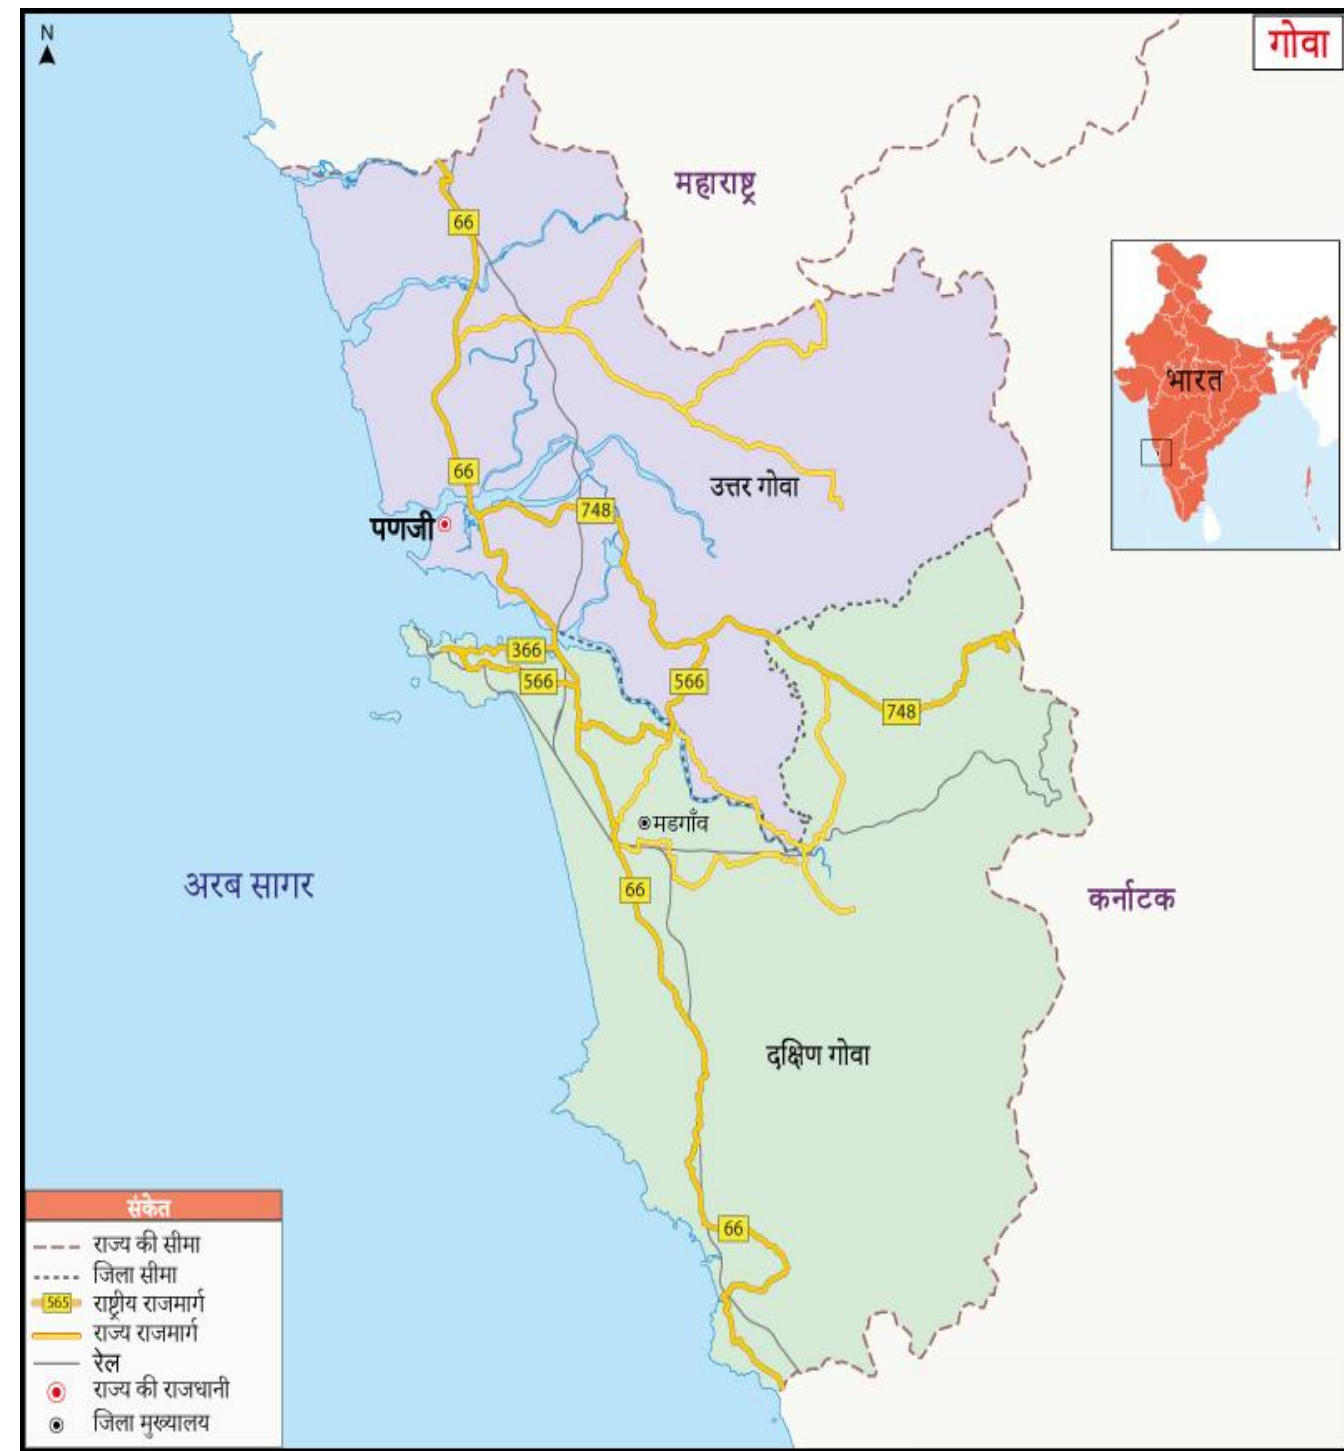 N
गोवा
महाराष्ट्र
66
भारत
66
उत्तर गोवा
748
पणजी
366
566
566
748
मडगाँव
अरब सागर
66
कर्नाटक
दक्षिण गोवा
66
संकेत
राज्य की सीमा
जिला सीमा
565 राष्ट्रीय राजमार्ग
राज्य राजमार्ग
रेल
राज्य की राजधानी
जिला मुख्यालय